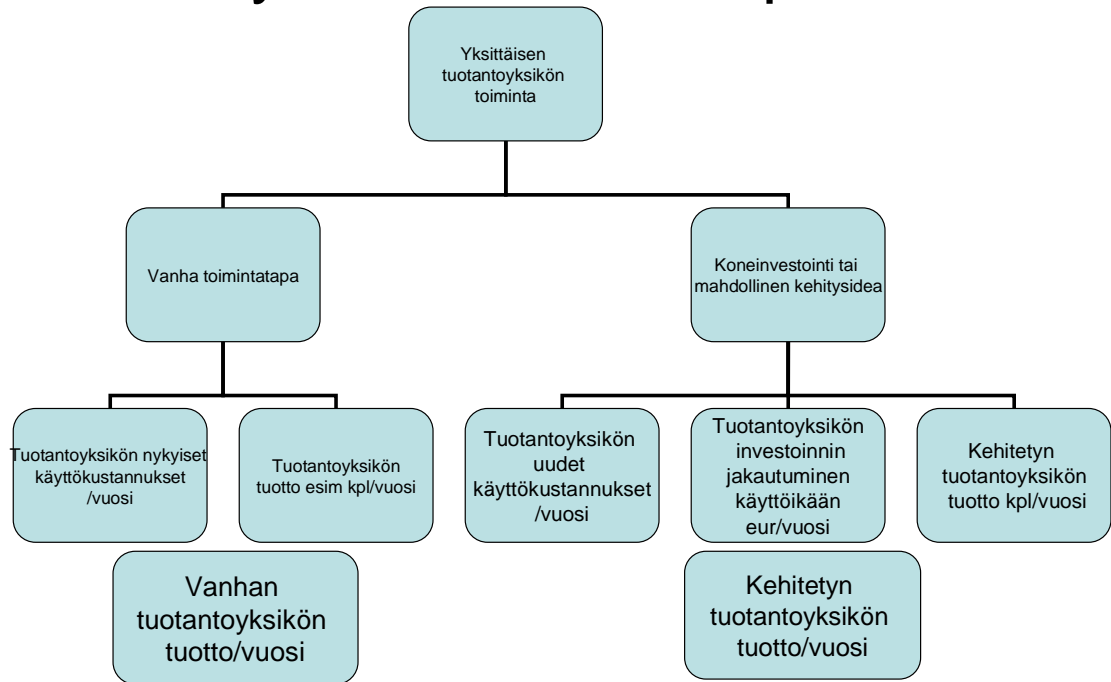 Yksittäisen
tuotantoyksikön
toiminta
Vanha toimintatapa
Koneinvestointi tai
mahdollinen kehitysidea
Tuotantoyksikön nykyiset
käyttökustannukset
/vuosi
Tuotantoyksikön
tuotto esim kpl/vuosi
Tuotantoyksikön
uudet
käyttökustannukset
/vuosi
Tuotantoyksikön
investoinnin
jakautuminen
käyttöikään
eur/vuosi
Kehitetyn
tuotantoyksikön
tuotto kpl/vuosi
Vanhan
tuotantoyksikön
tuotto/vuosi
Kehitetyn
tuotantoyksikön
tuotto/vuosi